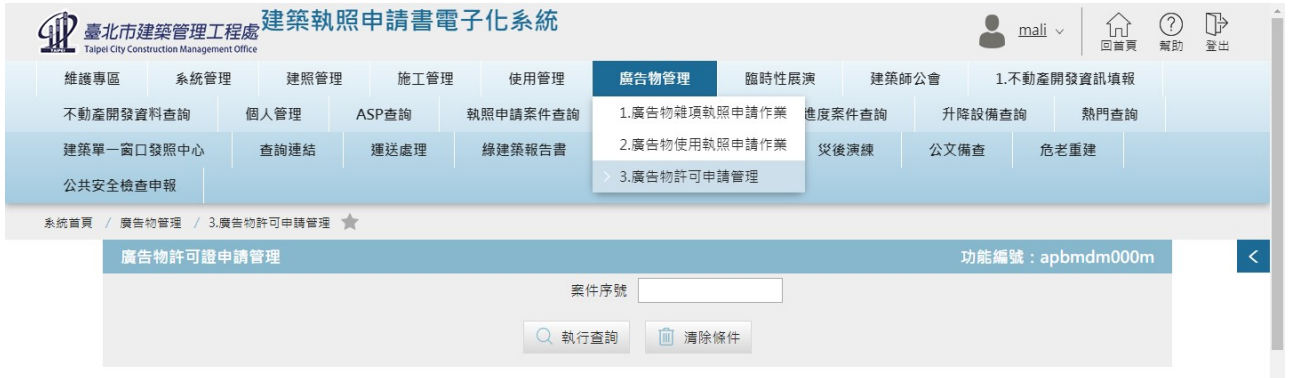 臺北市建築管理工程處 建築執照申請書電子化系統
Taipei City Construction Management Office
TAIPEI
mali 回首頁 幫助 登出
維護專區 系統管理 建照管理 施工管理 使用管理 廣告物管理 臨時性展演 建築師公會 1.不動產開發資訊填報
不動產開發資料查詢 個人管理 ASP查詢 執照申請案件查詢 1.廣告物雜項執照申請作業 進度案件查詢 升降設備查詢 熱門查詢
建築單一窗口發照中心 查詢連結 運送處理 綠建築報告書 2.廣告物使用執照申請作業 災後演練 公文備查 危老重建
公共安全檢查申報 3.廣告物許可申請管理
系統首頁 / 廣告物管理 / 3.廣告物許可申請管理
廣告物許可證申請管理 功能編號：apbmdm000m
案件序號
執行查詢 清除條件